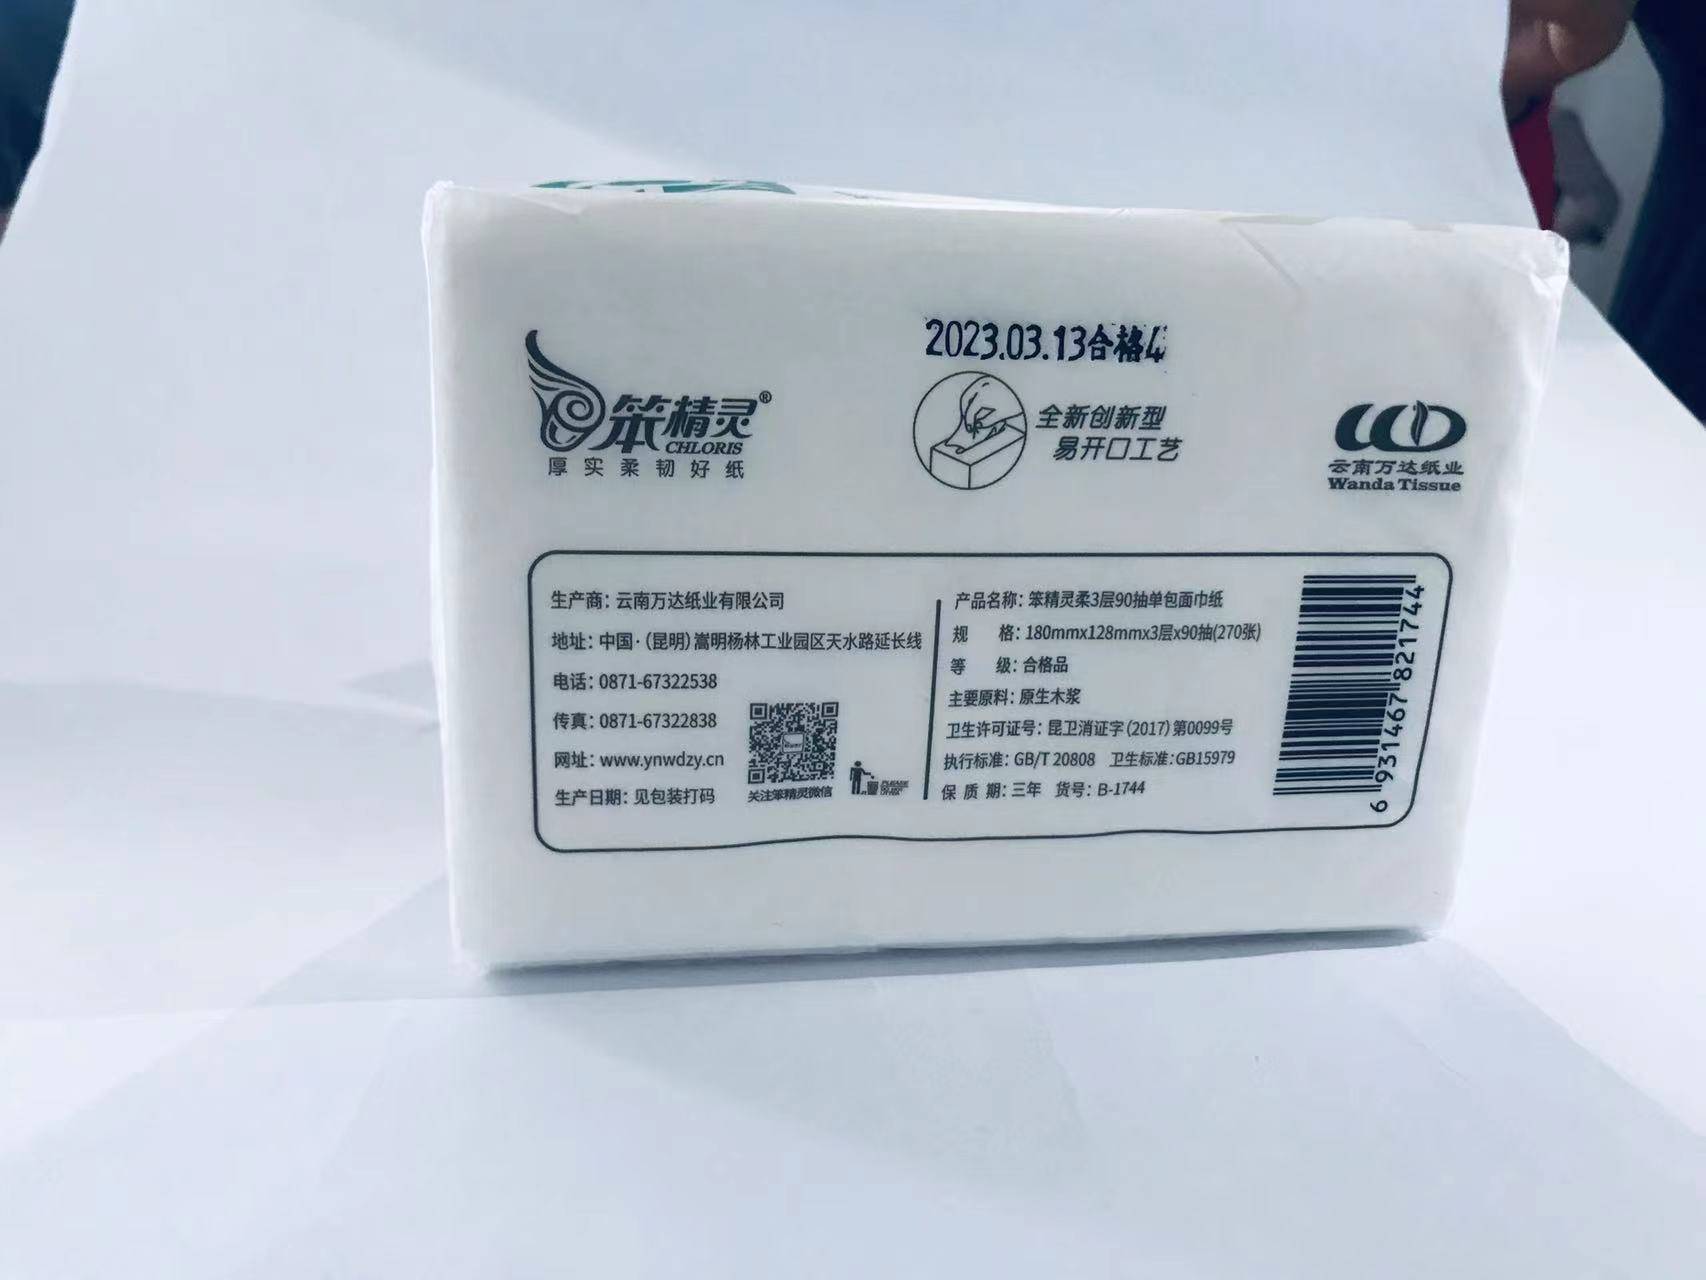 2023.03.13合格4
笨精灵®
CHLORIS
厚实柔韧好纸
全新创新型
易开口工艺
云南万达纸业
Wanda Tissue
生产商：云南万达纸业有限公司
地址：中国·（昆明）嵩明杨林工业园区天水路延长线
电话：0871-67322538
传真：0871-67322838
网址：www.ynwdzy.cn
生产日期：见包装打码
关注笨精灵微信
产品名称：笨精灵柔3层90抽单包面巾纸
规 格：180mmx128mmx3层x90抽(270张)
等 级：合格品
主要原料：原生木浆
卫生许可证号：昆卫消证字（2017）第0099号
执行标准：GB/T 20808 卫生标准：GB15979
保 质 期：三年 货号：B-1744
6 931467 821744